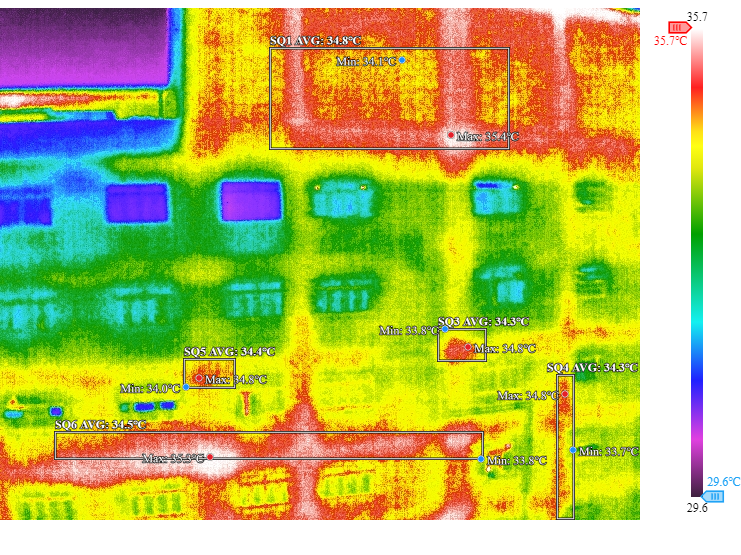 35.7
35.7℃
SQ1 AVG: 34.8℃
Min: 34.1℃
Max: 35.4℃
SQ3 AVG: 34.3℃
Min: 33.8℃
Max: 34.8℃
SQ5 AVG: 34.4℃
Min: 34.0℃
Max: 34.8℃
SQ4 AVG: 34.3℃
Max: 34.8℃
Min: 33.7℃
SQ6 AVG: 34.5℃
Max: 35.3℃
Min: 33.8℃
29.6℃
29.6